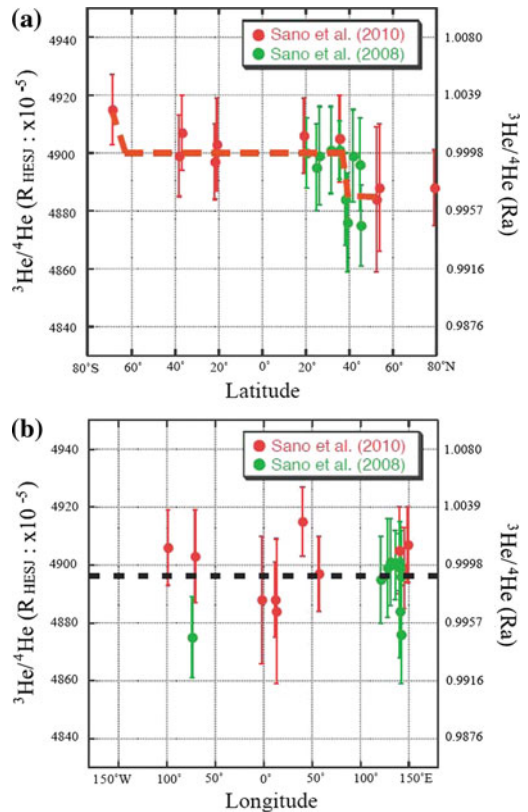 (a)
Sano et al. (2010)
Sano et al. (2008)
4950
4920
4900
4880
4860
4840
³He/⁴He (R HESJ : x10 ⁻⁵)
1.0080
1.0039
0.9998
0.9957
0.9916
0.9876
³He/⁴He (Ra)
80°S 60° 40° 20° 0° 20° 40° 60° 80°N
Latitude
(b)
Sano et al. (2010)
Sano et al. (2008)
4940
4920
4900
4880
4860
4840
³He/⁴He (R HESJ : x10 ⁻⁵)
1.0080
1.0039
0.9998
0.9957
0.9916
0.9876
³He/⁴He (Ra)
150°W 100° 50° 0° 50° 100° 150°E
Longitude